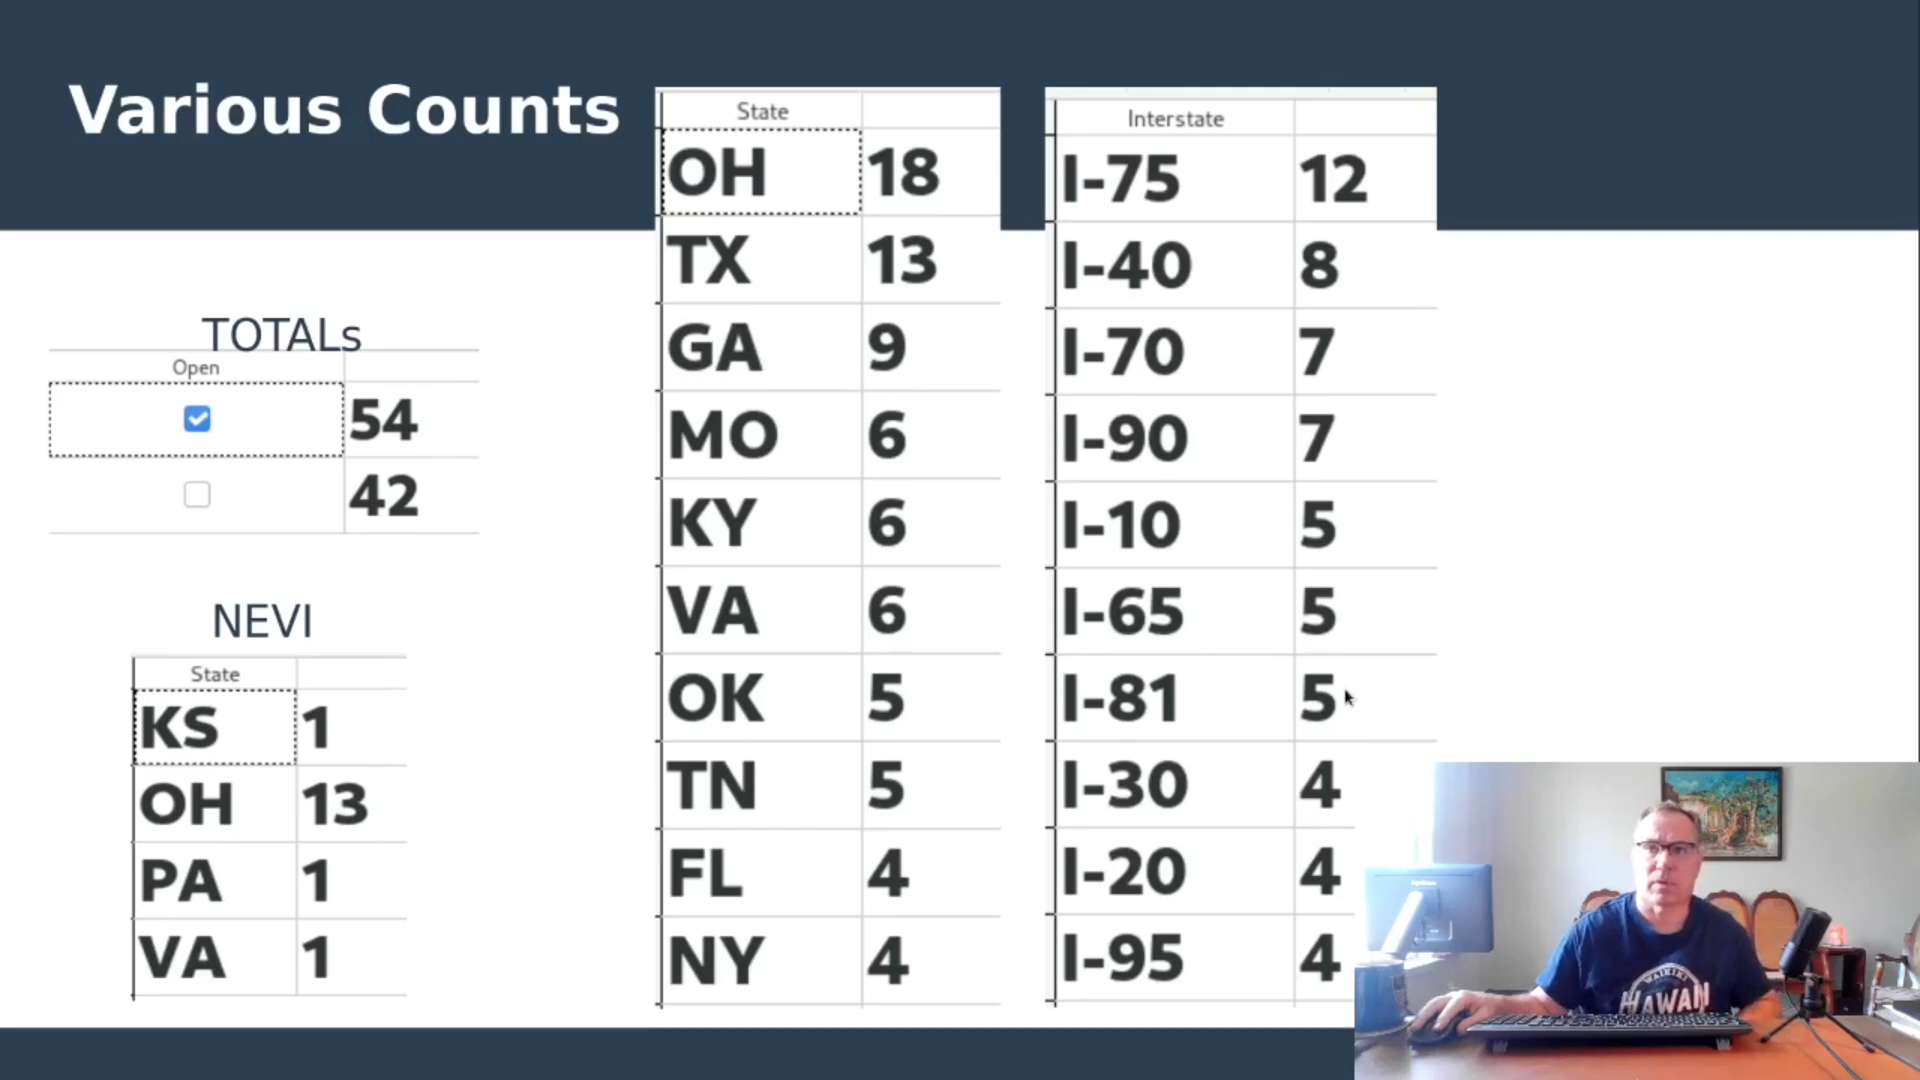 Various Counts
TOTALs
Open
54
42
NEVI
State
KS 1
OH 13
PA 1
VA 1
State
OH 18
TX 13
GA 9
MO 6
KY 6
VA 6
OK 5
TN 5
FL 4
NY 4
Interstate
I-75 12
I-40 8
I-70 7
I-90 7
I-10 5
I-65 5
I-81 5
I-30 4
I-20 4
I-95 4
WAIKIKI
HAWAII